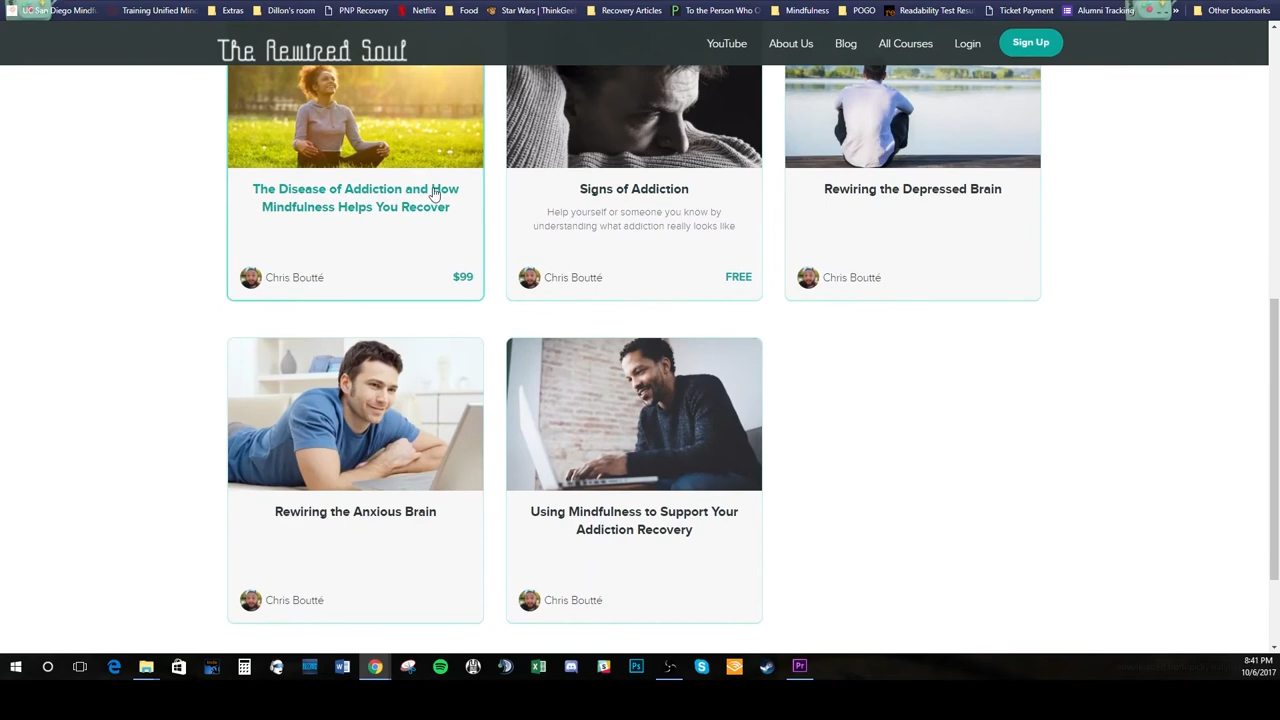 UC San Diego Mindfu Training Unified Mind Extras Dillon's room PNP Recovery Netflix Food Star Wars | ThinkGee Recovery Articles To the Person Who O Mindfulness POGO Readability Test Resu Ticket Payment Alumni Tracking » Other bookmarks
The Rewired Soul YouTube About Us Blog All Courses Login Sign Up
The Disease of Addiction and How
Mindfulness Helps You Recover
Chris Boutté $99
Signs of Addiction
Help yourself or someone you know by
understanding what addiction really looks like
Chris Boutté FREE
Rewiring the Depressed Brain
Chris Boutté
Rewiring the Anxious Brain
Chris Boutté
Using Mindfulness to Support Your
Addiction Recovery
Chris Boutté
8:41 PM
10/6/2017